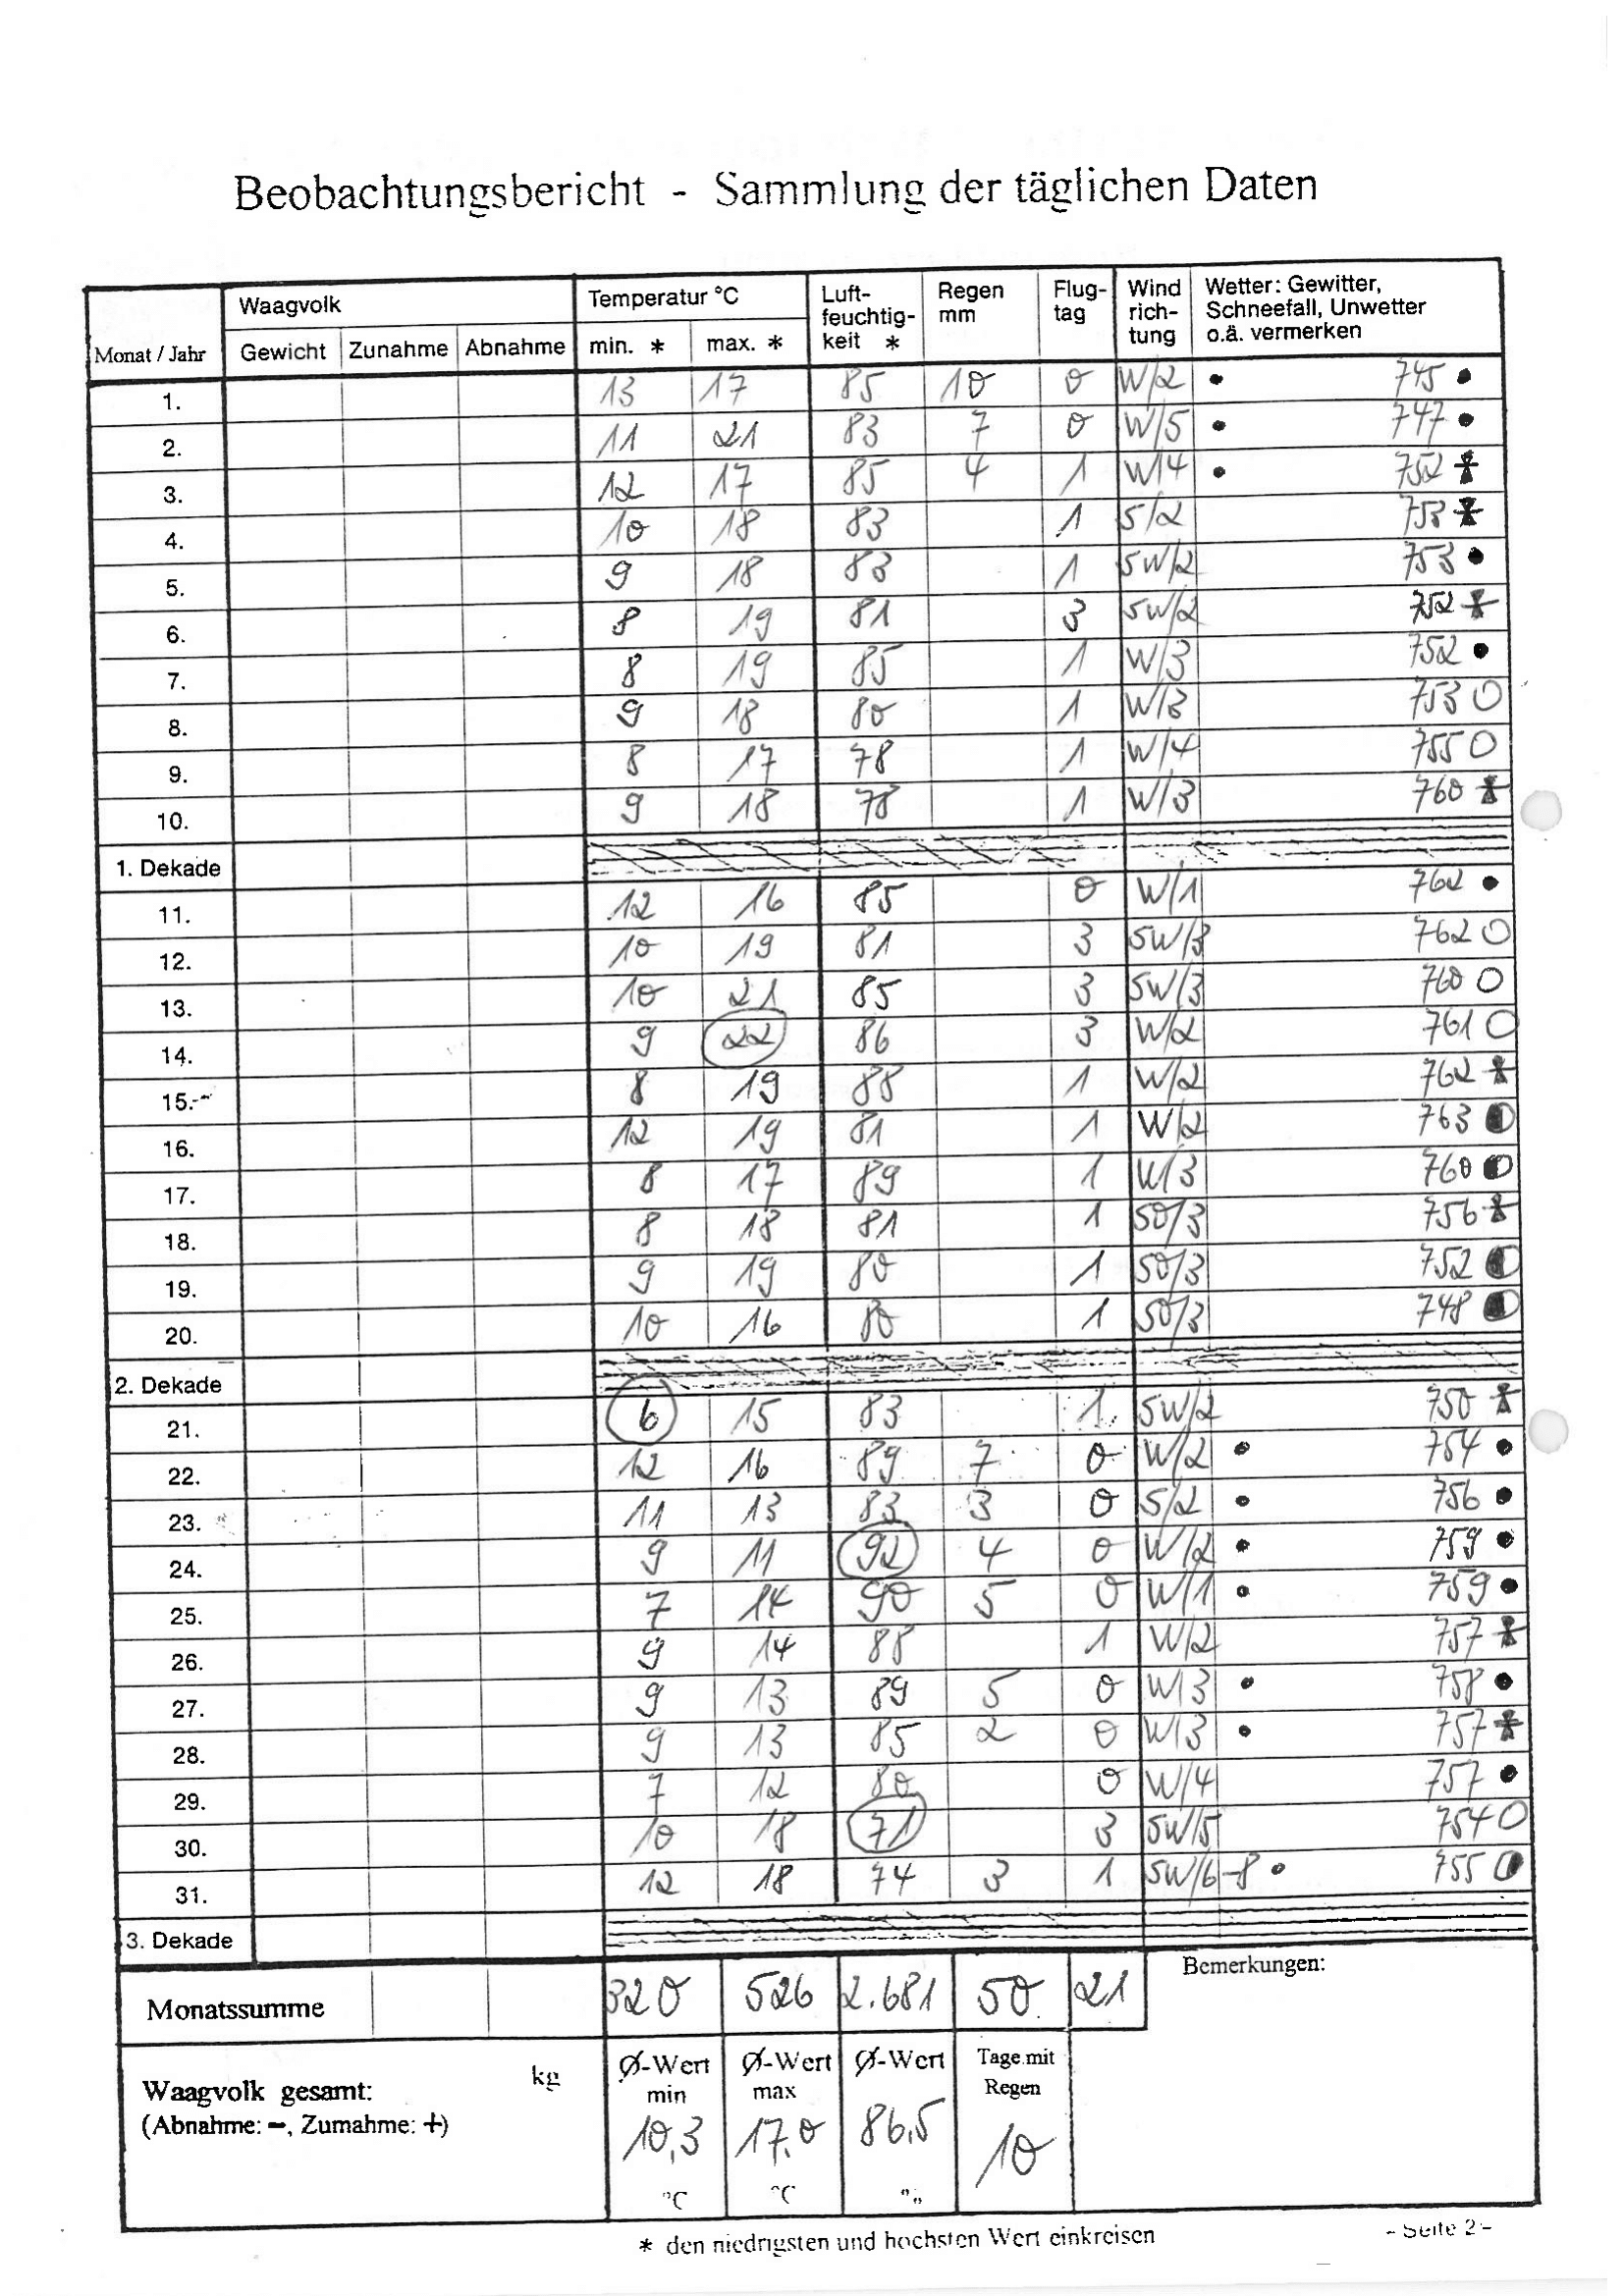 Beobachtungsbericht - Sammlung der täglichen Daten
Monat / Jahr Waagvolk Temperatur °C Luft-feuchtig-keit * Regen mm Flug-tag Wind rich-tung Wetter: Gewitter, Schneefall, Unwetter o.ä. vermerken
Gewicht Zunahme Abnahme min. * max. *
1. 13 17 85 10 0 W/2 • 745 •
2. 11 21 83 7 0 W/5 • 747 •
3. 12 17 85 4 1 W/4 • 752
4. 10 18 83 1 S/2 753
5. 9 18 83 1 SW/2 753 •
6. 8 19 81 3 SW/2 752
7. 8 19 85 1 W/3 752 •
8. 9 18 80 1 W/3 753 O
9. 8 17 78 1 W/4 755 O
10. 9 18 78 1 W/3 760
1. Dekade
11. 12 16 85 0 W/1 762 •
12. 10 19 81 3 SW/3 762 O
13. 10 21 85 3 SW/3 760 O
14. 9 22 86 3 W/2 761 O
15. 8 19 88 1 W/2 762
16. 12 19 81 1 W/2 763
17. 8 17 89 1 W/3 760
18. 8 18 81 1 SO/3 756
19. 9 19 80 1 SO/3 752
20. 10 16 80 1 SO/3 748
2. Dekade
21. 6 15 83 1 SW/2 750
22. 12 16 89 7 0 W/2 • 754 •
23. 11 13 83 3 0 S/2 • 756 •
24. 9 11 92 4 0 W/2 • 759 •
25. 7 14 90 5 0 W/1 • 759 •
26. 9 14 88 1 W/2 757
27. 9 13 89 5 0 W/3 • 758 •
28. 9 13 85 2 0 W/3 • 757
29. 7 12 80 0 W/4 757 •
30. 10 18 71 3 SW/5 754 O
31. 12 18 74 3 1 SW/6-8 • 755
3. Dekade
Monatssumme 320 526 2.681 50 21 Bemerkungen:
Waagvolk gesamt: kg Ø-Wert min Ø-Wert max Ø-Wert Tage mit Regen
(Abnahme: -, Zumahme: +) 10,3 17,0 86,5 10
°C °C
* den niedrigsten und höchsten Wert einkreisen
- Seite 2 -